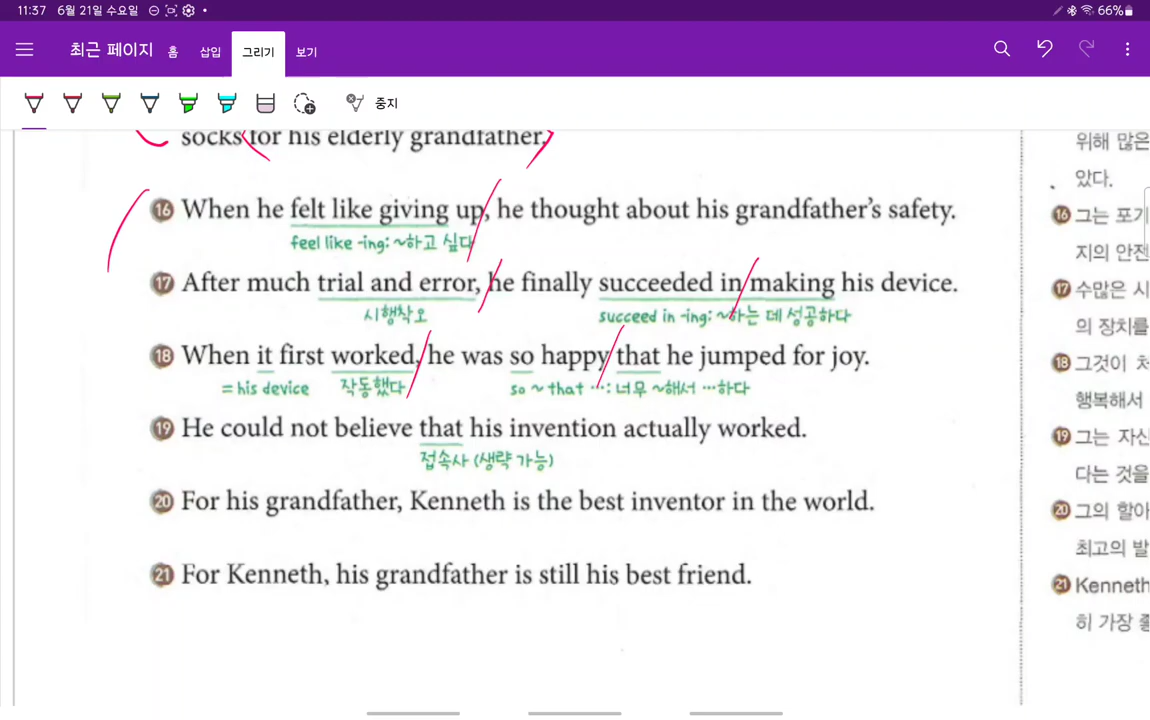 11:37 6월 21일 수요일 66%
최근 페이지 홈 삽입 그리기 보기
중지
socks for his elderly grandfather.
위해 많은
았다.
16 When he felt like giving up, he thought about his grandfather's safety.
feel like -ing: ~하고 싶다
16 그는 포기
지의 안전
17 After much trial and error, he finally succeeded in making his device.
시행착오 succeed in -ing: ~하는 데 성공하다
17 수많은 시
의 장치를
18 When it first worked, he was so happy that he jumped for joy.
= his device 작동했다 so ~ that …: 너무 ~해서 …하다
18 그것이 처
행복해서
19 He could not believe that his invention actually worked.
접속사 (생략 가능)
19 그는 자신
다는 것을
20 For his grandfather, Kenneth is the best inventor in the world.
20 그의 할아
최고의 발
21 For Kenneth, his grandfather is still his best friend.
21 Kenneth
히 가장 좋